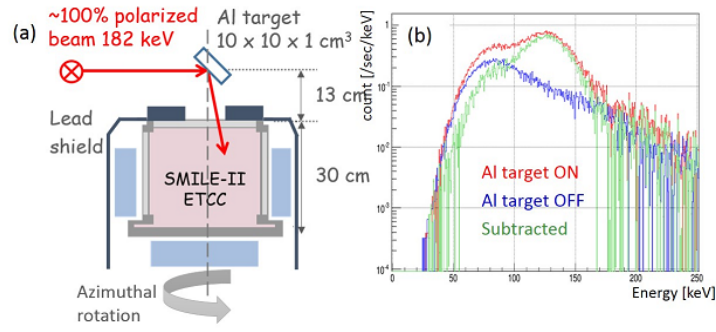 (a)
~100% polarized
beam 182 keV
Al target
10 x 10 x 1 cm³
13 cm
Lead
shield
30 cm
SMILE-II
ETCC
Azimuthal
rotation
(b)
count [/sec/keV]
1
10⁻¹
10⁻²
10⁻³
10⁻⁴
Al target ON
Al target OFF
Subtracted
0
50
100
150
200
250
Energy [keV]